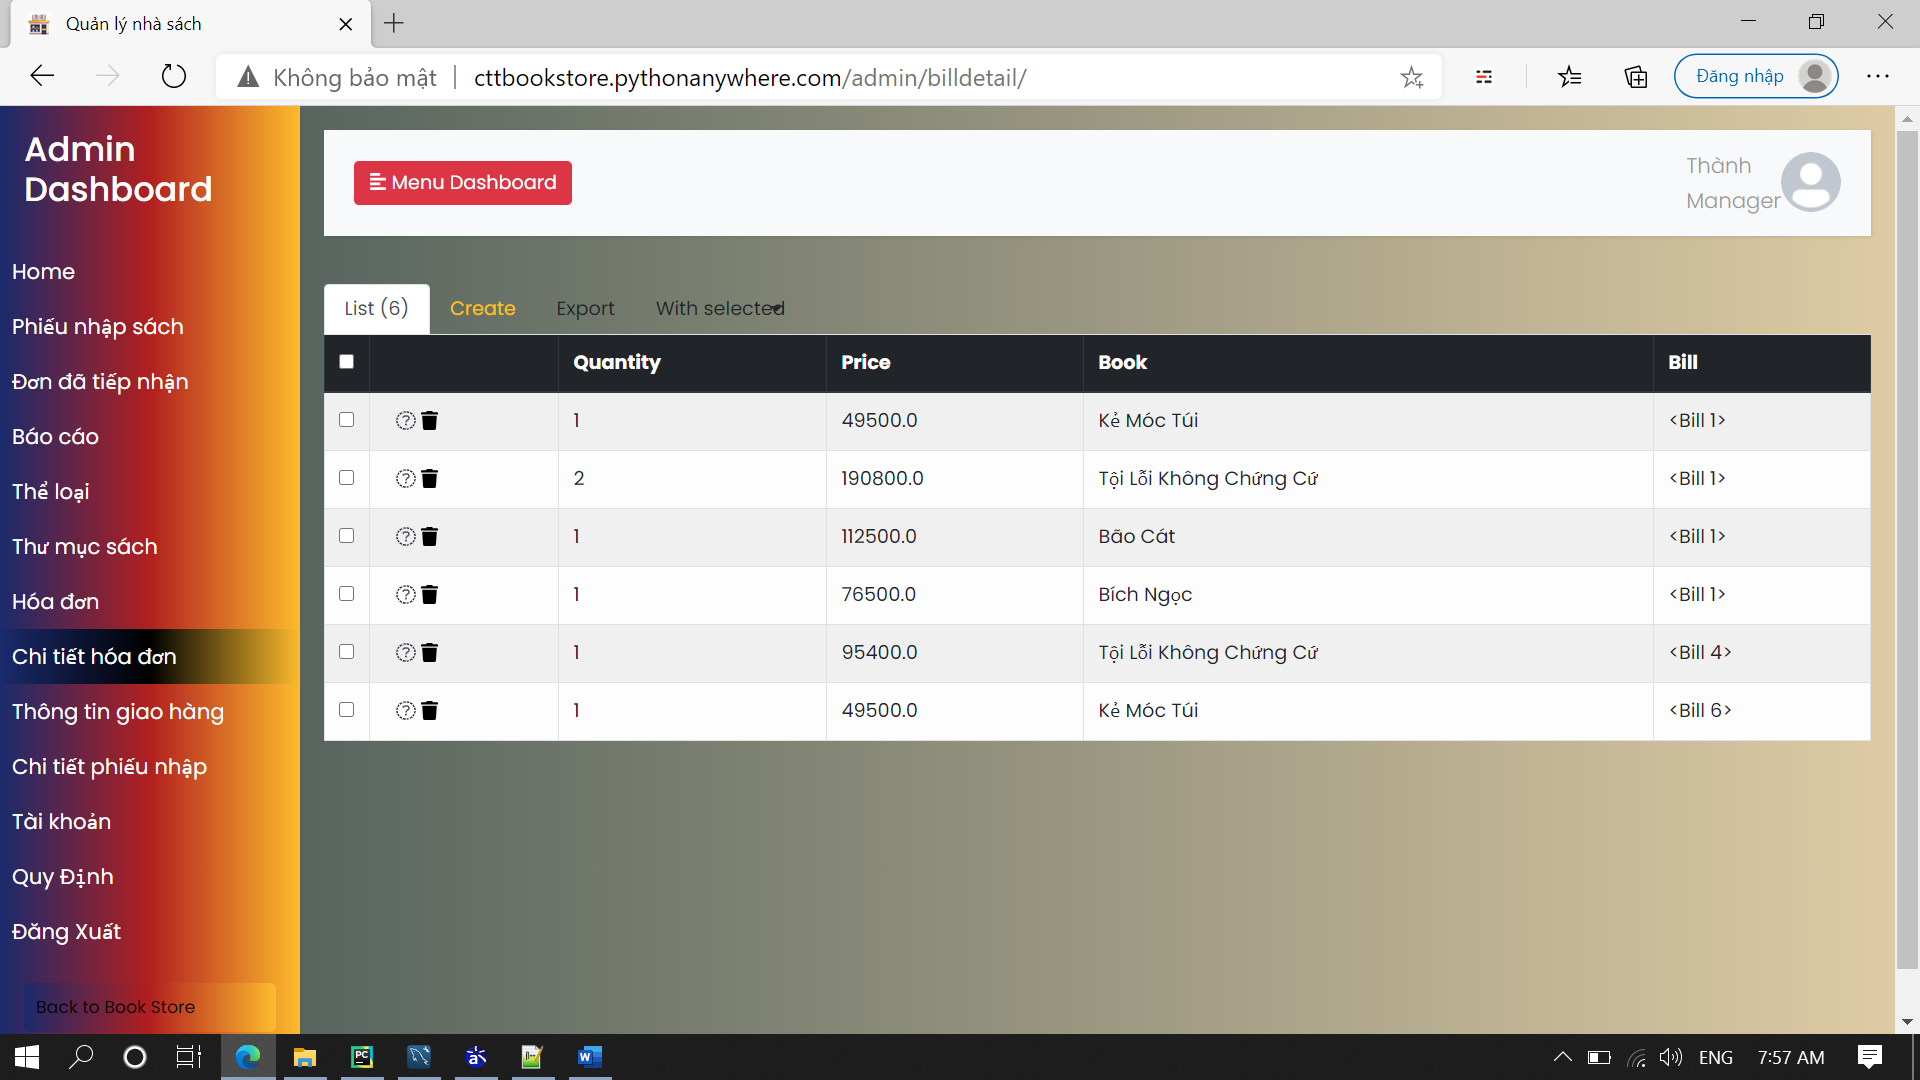 Quản lý nhà sách
Không bảo mật
cttbookstore.pythonanywhere.com/admin/billdetail/
Đăng nhập
Admin
Dashboard
Home
Phiếu nhập sách
Đơn đã tiếp nhận
Báo cáo
Thể loại
Thư mục sách
Hóa đơn
Chi tiết hóa đơn
Thông tin giao hàng
Chi tiết phiếu nhập
Tài khoản
Quy Định
Đăng Xuất
Back to Book Store
Menu Dashboard
Thành
Manager
List (6) Create Export With selected
Quantity Price Book Bill
1 49500.0 Kẻ Móc Túi <Bill 1>
2 190800.0 Tội Lỗi Không Chứng Cứ <Bill 1>
1 112500.0 Bão Cát <Bill 1>
1 76500.0 Bích Ngọc <Bill 1>
1 95400.0 Tội Lỗi Không Chứng Cứ <Bill 4>
1 49500.0 Kẻ Móc Túi <Bill 6>
ENG 7:57 AM